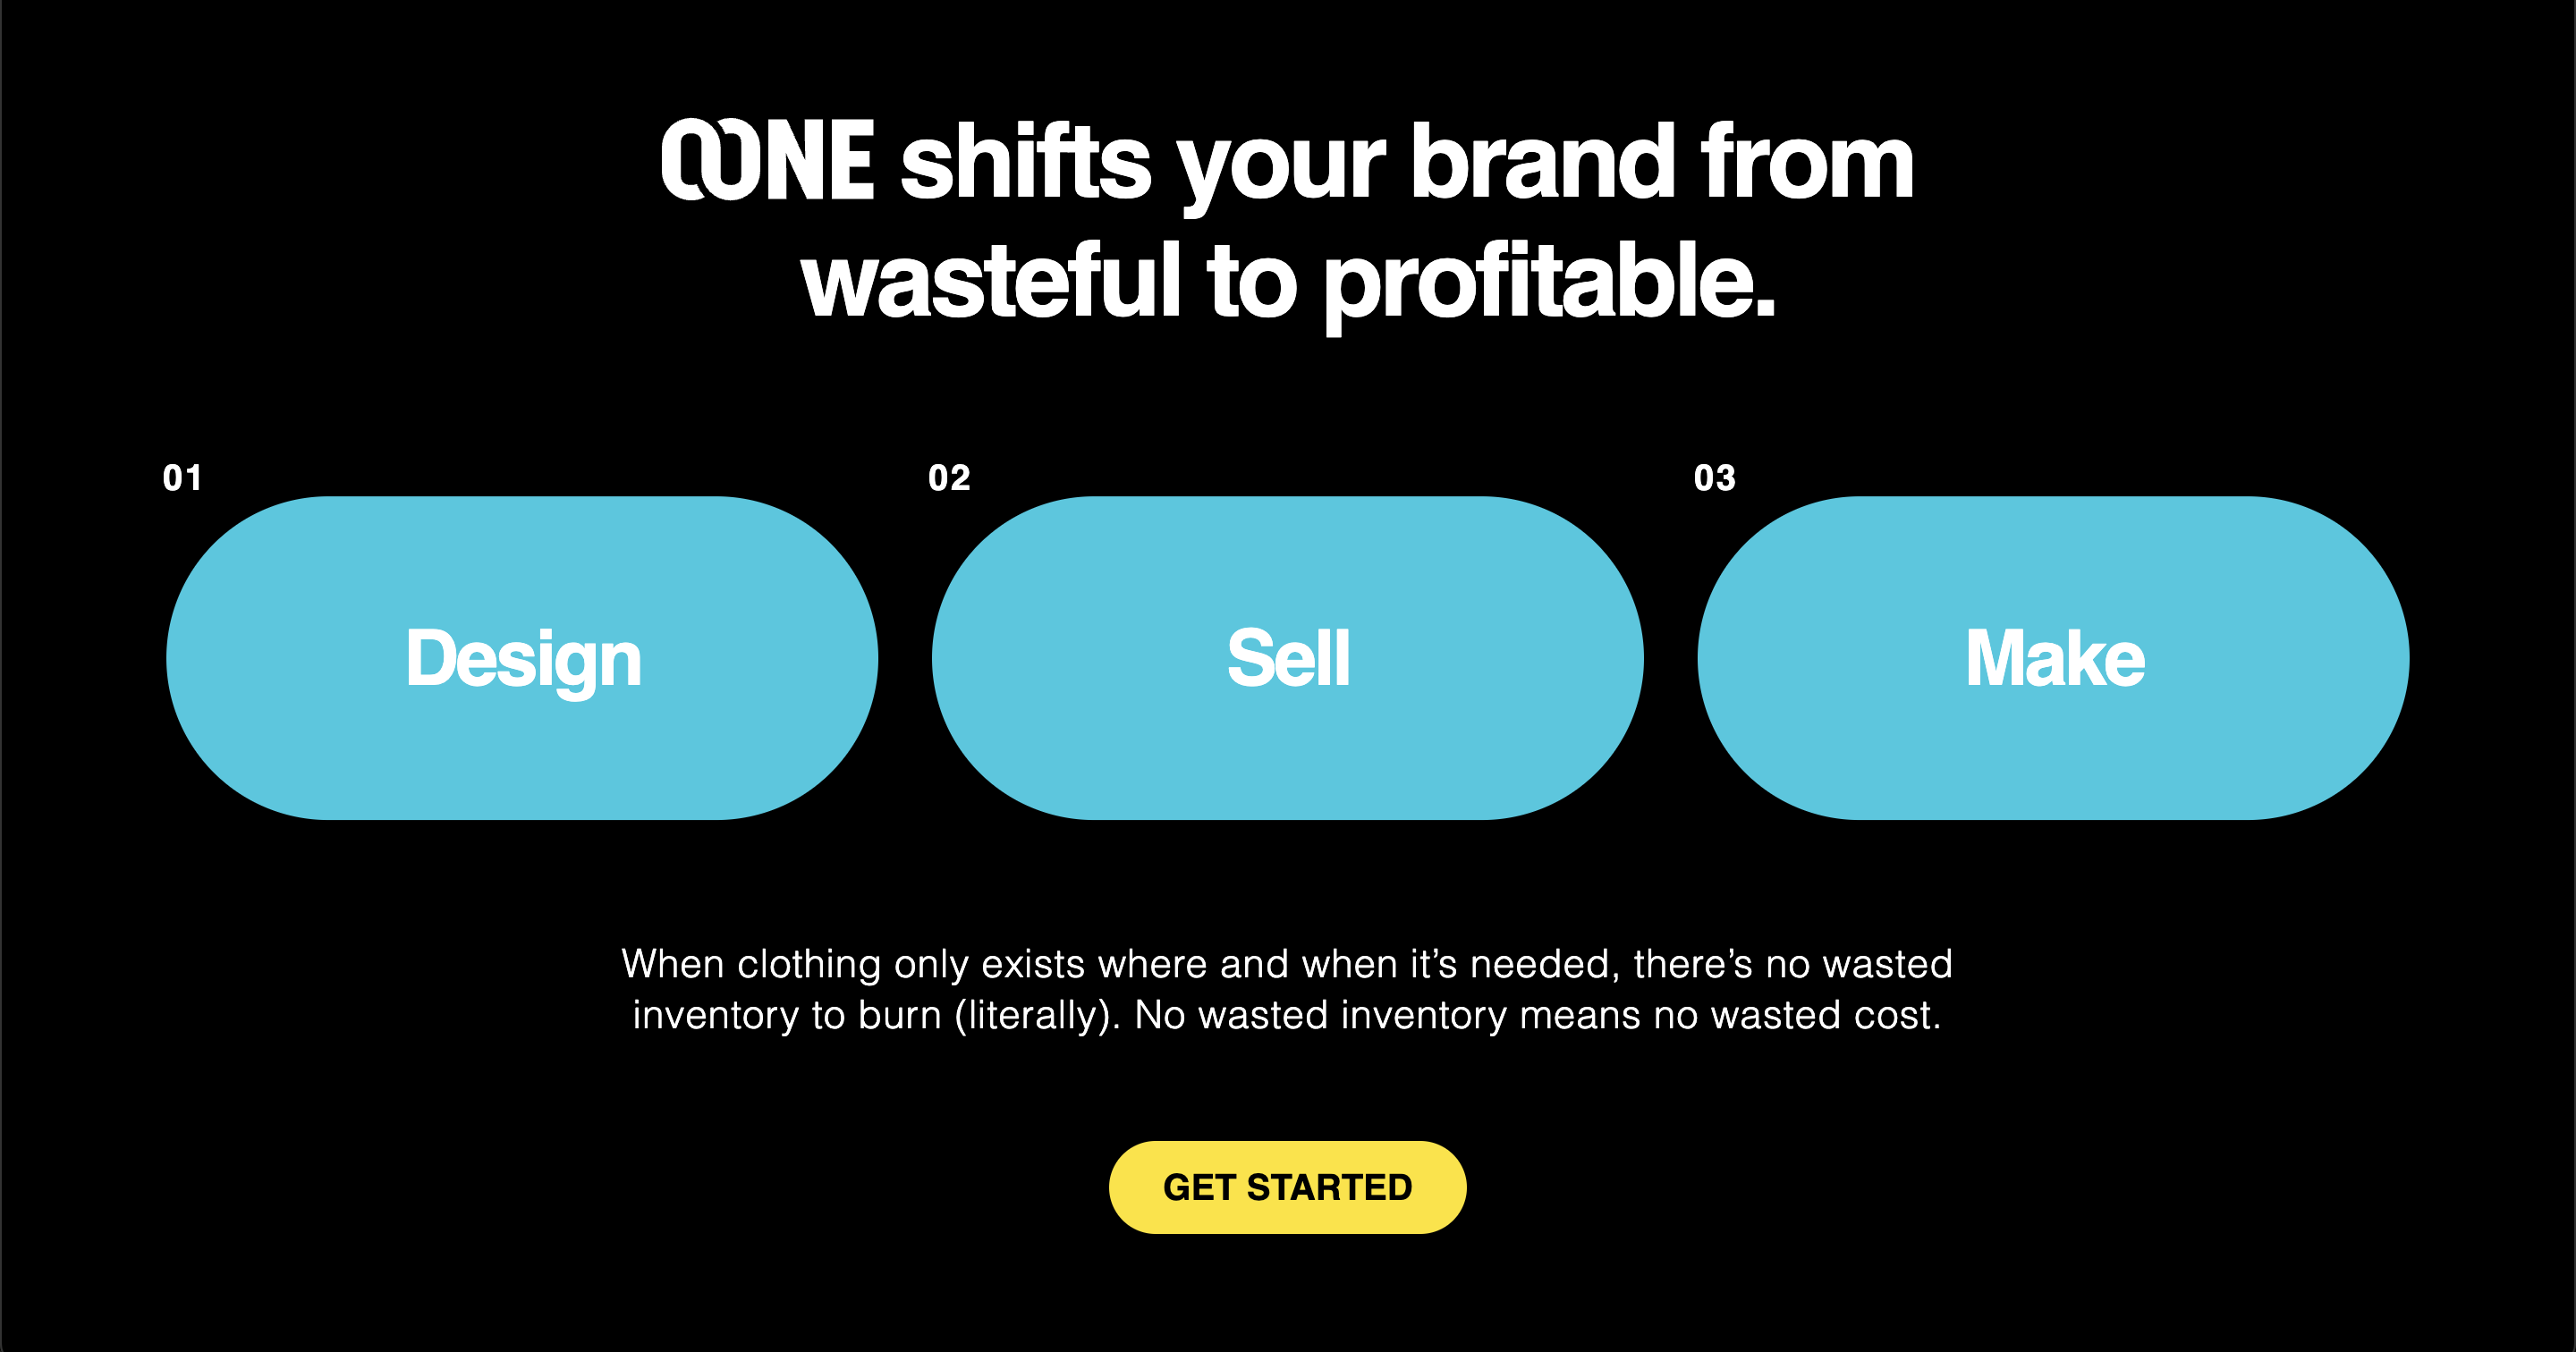 OONE shifts your brand from
wasteful to profitable.
01
02
03
Design
Sell
Make
When clothing only exists where and when it’s needed, there’s no wasted
inventory to burn (literally). No wasted inventory means no wasted cost.
GET STARTED